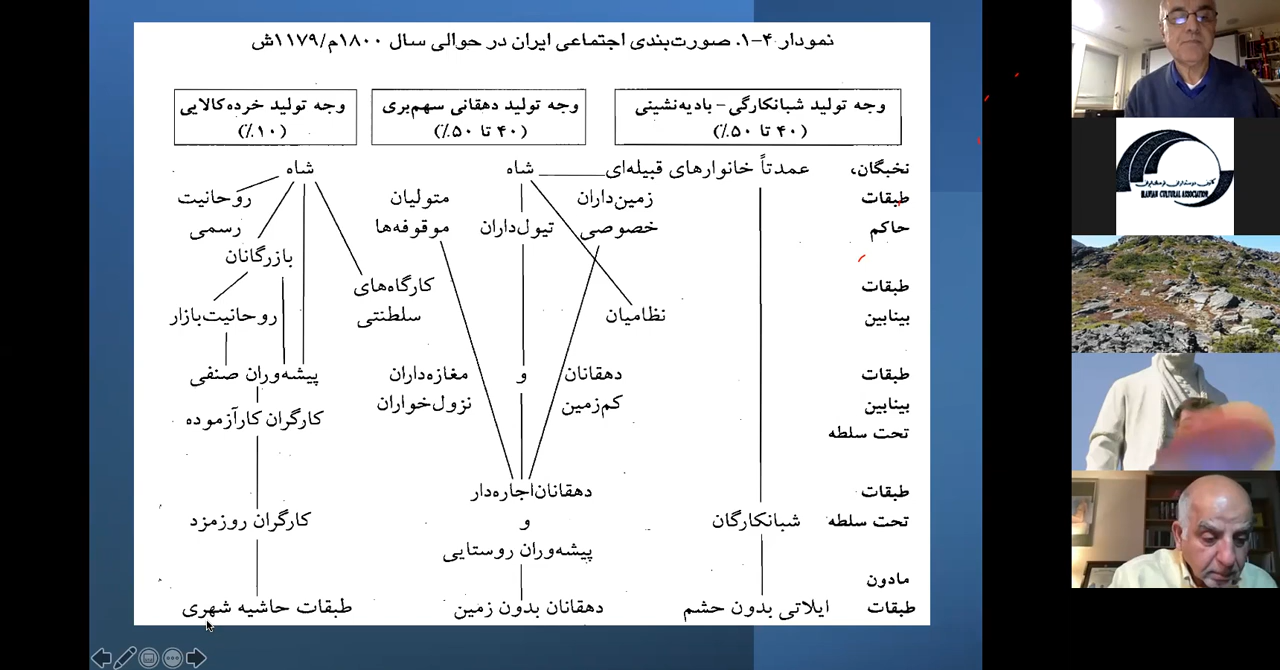 نمودار ۴-۱. صورت‌بندی اجتماعی ایران در حوالی سال ۱۸۰۰م/۱۱۷۹ش
وجه تولید شبانکارگی - بادیه‌نشینی
(۴۰ تا ۵۰٪)
وجه تولید دهقانی سهم‌بری
(۴۰ تا ۵۰٪)
وجه تولید خرده‌کالایی
(۱۰٪)
نخبگان، عمدتاً خانوارهای قبیله‌ای شاه شاه
طبقات زمین‌داران متولیان روحانیت
حاکم خصوصی تیول‌داران موقوفه‌ها رسمی
بازرگانان
طبقات کارگاه‌های
بینابین نظامیان سلطنتی روحانیت‌بازار
طبقات دهقانان و مغازه‌داران پیشه‌وران صنفی
بینابین کم‌زمین نزول‌خواران
کارگران کارآزموده
تحت سلطه
طبقات دهقانان‌اجاره‌دار
تحت سلطه شبانکارگان و کارگران روزمزد
پیشه‌وران روستایی
مادون
طبقات ایلاتی بدون حشم دهقانان بدون زمین طبقات حاشیه شهری
IRANIAN CULTURAL ASSOCIATION